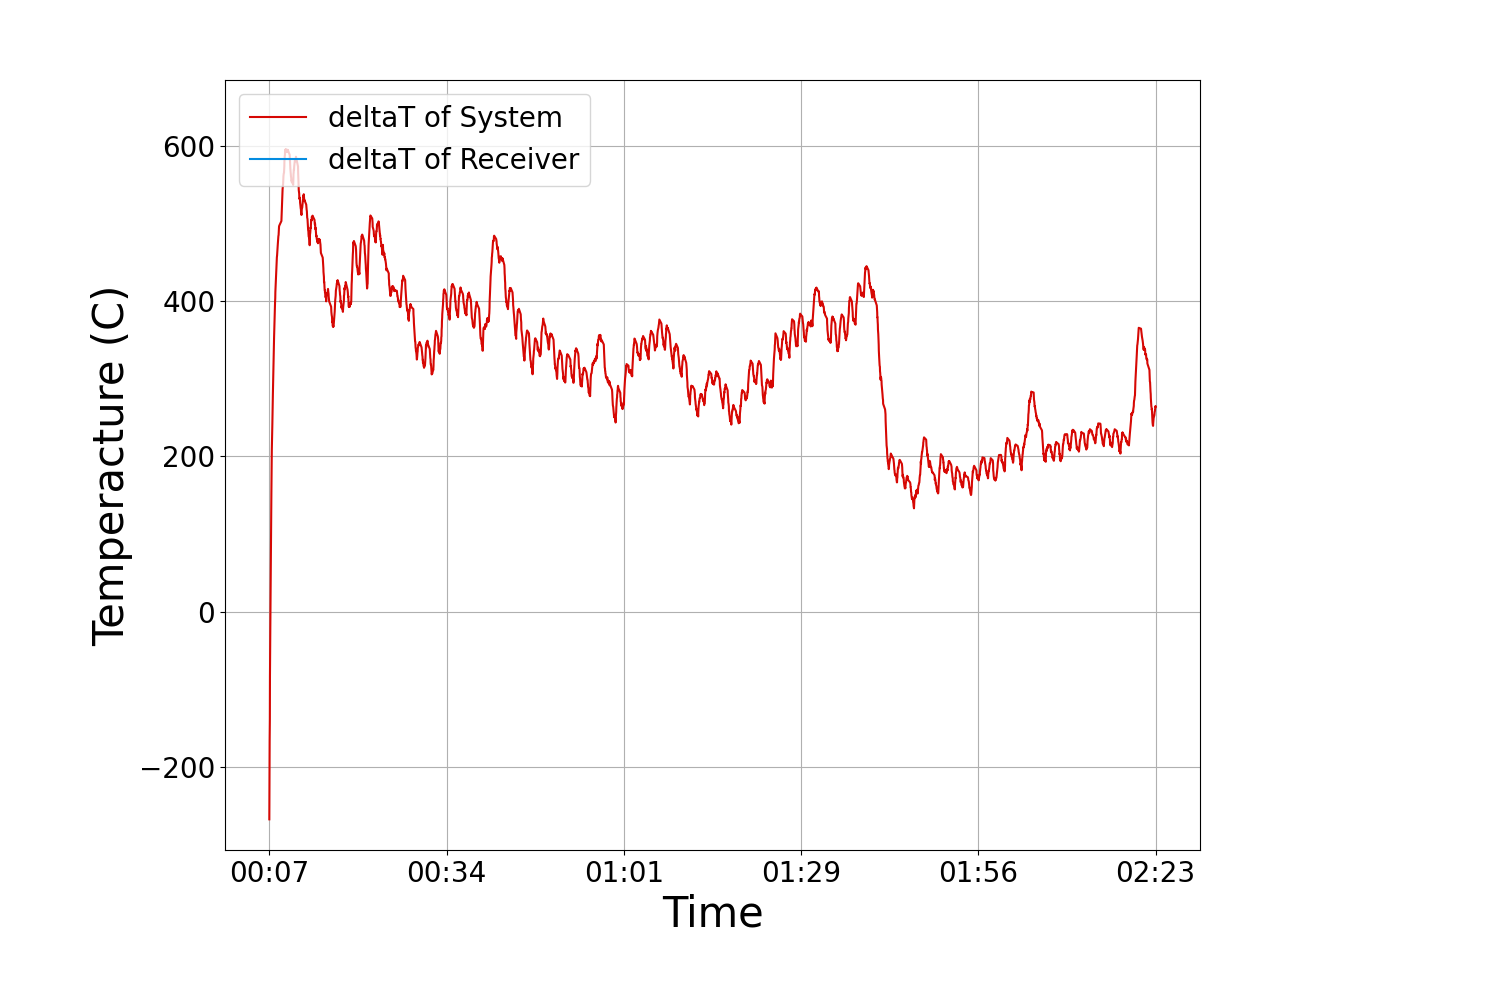 deltaT of System
deltaT of Receiver
600
400
200
0
−200
Temperacture (C)
00:07 00:34 01:01 01:29 01:56 02:23
Time